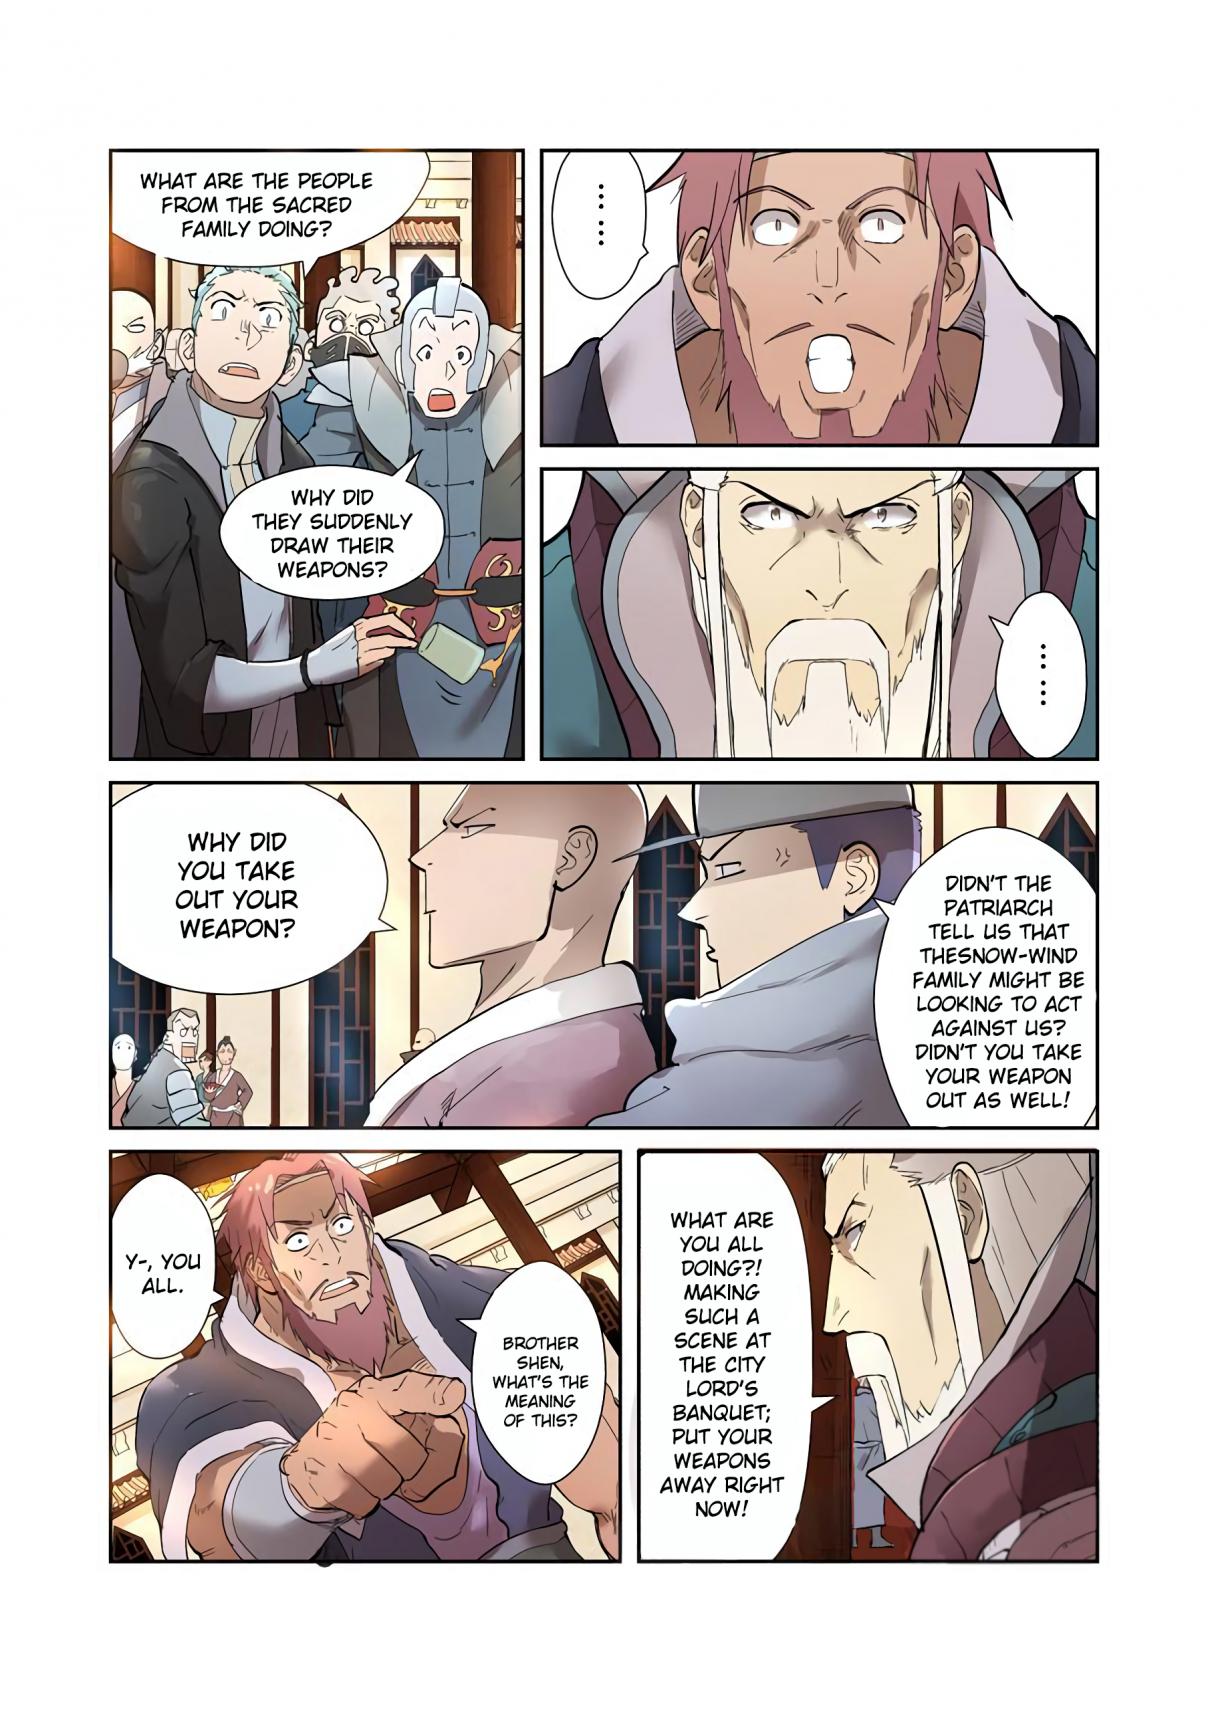 WHAT ARE THE PEOPLE
FROM THE SACRED
FAMILY DOING?
WHY DID
THEY SUDDENLY
DRAW THEIR
WEAPONS?
....
.....
WHY DID
YOU TAKE
OUT YOUR
WEAPON?
DIDN'T THE
PATRIARCH
TELL US THAT
THESNOW-WIND
FAMILY MIGHT BE
LOOKING TO ACT
AGAINST US?
DIDN'T YOU TAKE
YOUR WEAPON
OUT AS WELL!
Y-, YOU
ALL.
BROTHER
SHEN,
WHAT'S THE
MEANING
OF THIS?
WHAT ARE
YOU ALL
DOING?!
MAKING
SUCH A
SCENE AT
THE CITY
LORD'S
BANQUET;
PUT YOUR
WEAPONS
AWAY RIGHT
NOW!